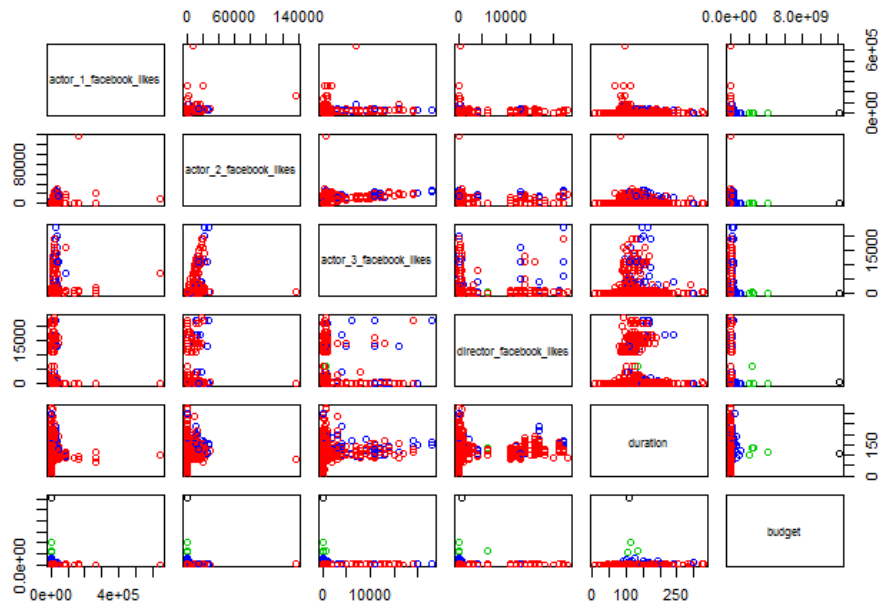 0 60000 140000 0 10000 0.0e+00 8.0e+09
actor_1_facebook_likes 0e+00 6e+05
0 80000 actor_2_facebook_likes
actor_3_facebook_likes 0 15000
0 15000 director_facebook_likes
duration 0 150
0.0e+00 budget
0e+00 4e+05 0 10000 0 100 250